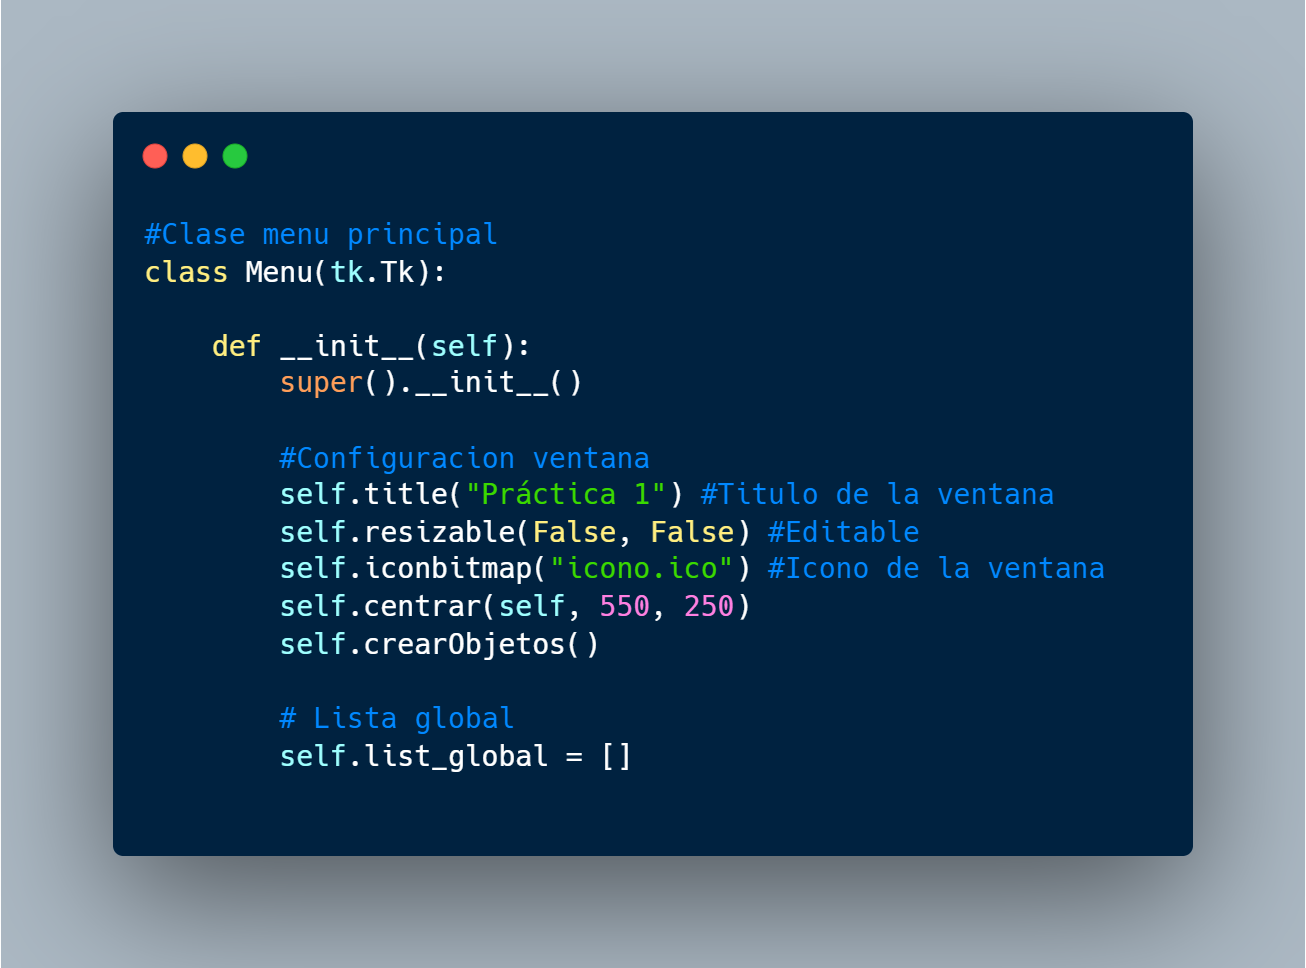 #Clase menu principal
class Menu(tk.Tk):
def __init__(self):
super().__init__()
#Configuracion ventana
self.title("Práctica 1") #Titulo de la ventana
self.resizable(False, False) #Editable
self.iconbitmap("icono.ico") #Icono de la ventana
self.centrar(self, 550, 250)
self.crearObjetos()
# Lista global
self.list_global = []